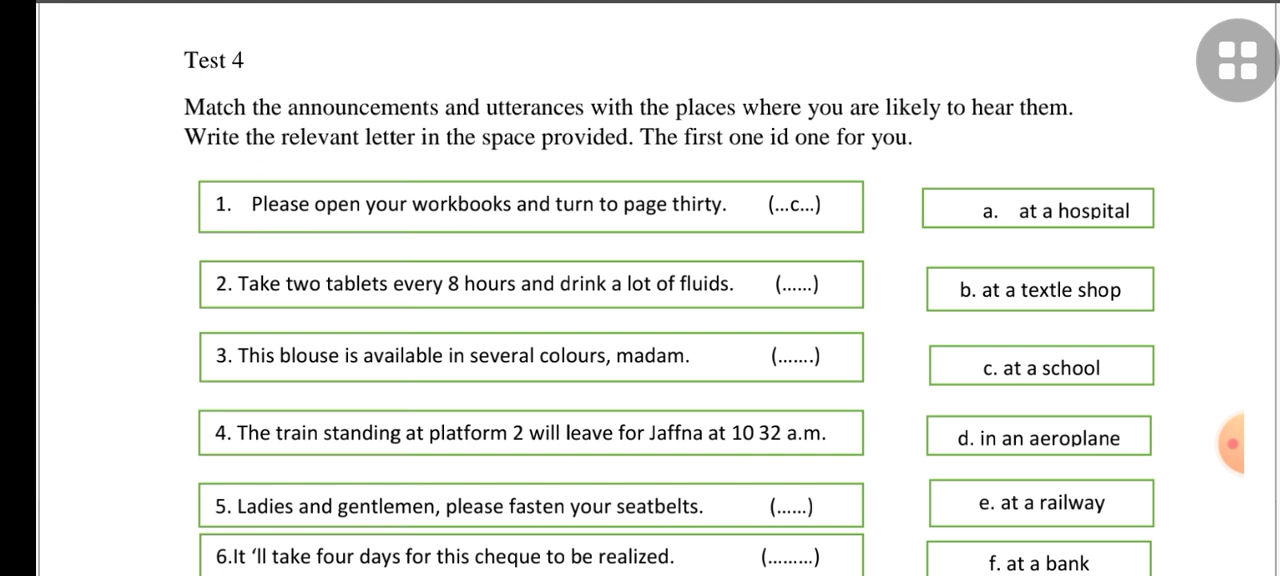 Test 4
Match the announcements and utterances with the places where you are likely to hear them.
Write the relevant letter in the space provided. The first one id one for you.
1. Please open your workbooks and turn to page thirty. (...c...)
a. at a hospital
2. Take two tablets every 8 hours and drink a lot of fluids. (......)
b. at a textle shop
3. This blouse is available in several colours, madam. (.......)
c. at a school
4. The train standing at platform 2 will leave for Jaffna at 10 32 a.m.
d. in an aeroplane
5. Ladies and gentlemen, please fasten your seatbelts. (......)
e. at a railway
6.It ‘ll take four days for this cheque to be realized. (.........)
f. at a bank